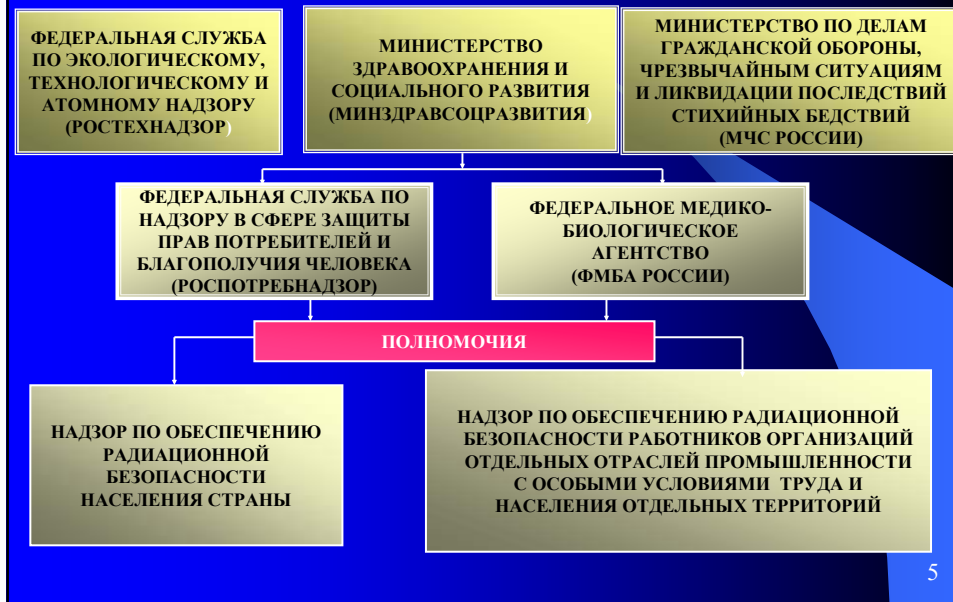 ФЕДЕРАЛЬНАЯ СЛУЖБА
ПО ЭКОЛОГИЧЕСКОМУ,
ТЕХНОЛОГИЧЕСКОМУ И
АТОМНОМУ НАДЗОРУ
(РОСТЕХНАДЗОР)
МИНИСТЕРСТВО
ЗДРАВООХРАНЕНИЯ И
СОЦИАЛЬНОГО РАЗВИТИЯ
(МИНЗДРАВСОЦРАЗВИТИЯ)
МИНИСТЕРСТВО ПО ДЕЛАМ
ГРАЖДАНСКОЙ ОБОРОНЫ,
ЧРЕЗВЫЧАЙНЫМ СИТУАЦИЯМ
И ЛИКВИДАЦИИ ПОСЛЕДСТВИЙ
СТИХИЙНЫХ БЕДСТВИЙ
(МЧС РОССИИ)
ФЕДЕРАЛЬНАЯ СЛУЖБА ПО
НАДЗОРУ В СФЕРЕ ЗАЩИТЫ
ПРАВ ПОТРЕБИТЕЛЕЙ И
БЛАГОПОЛУЧИЯ ЧЕЛОВЕКА
(РОСПОТРЕБНАДЗОР)
ФЕДЕРАЛЬНОЕ МЕДИКО-
БИОЛОГИЧЕСКОЕ
АГЕНТСТВО
(ФМБА РОССИИ)
ПОЛНОМОЧИЯ
НАДЗОР ПО ОБЕСПЕЧЕНИЮ
РАДИАЦИОННОЙ
БЕЗОПАСНОСТИ
НАСЕЛЕНИЯ СТРАНЫ
НАДЗОР ПО ОБЕСПЕЧЕНИЮ РАДИАЦИОННОЙ
БЕЗОПАСНОСТИ РАБОТНИКОВ ОРГАНИЗАЦИЙ
ОТДЕЛЬНЫХ ОТРАСЛЕЙ ПРОМЫШЛЕННОСТИ
С ОСОБЫМИ УСЛОВИЯМИ ТРУДА И
НАСЕЛЕНИЯ ОТДЕЛЬНЫХ ТЕРРИТОРИЙ
5